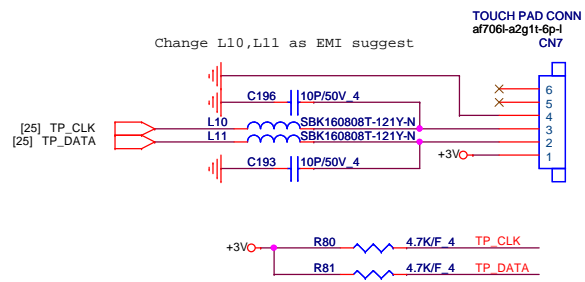 TOUCH PAD CONN
af706l-a2g1t-6p-l
CN7
Change L10,L11 as EMI suggest
C196 10P/50V_4
6
5
4
[25] TP_CLK L10 SBK160808T-121Y-N 3
[25] TP_DATA L11 SBK160808T-121Y-N 2
+3V 1
C193 10P/50V_4
+3V R80 4.7K/F_4 TP_CLK
R81 4.7K/F_4 TP_DATA